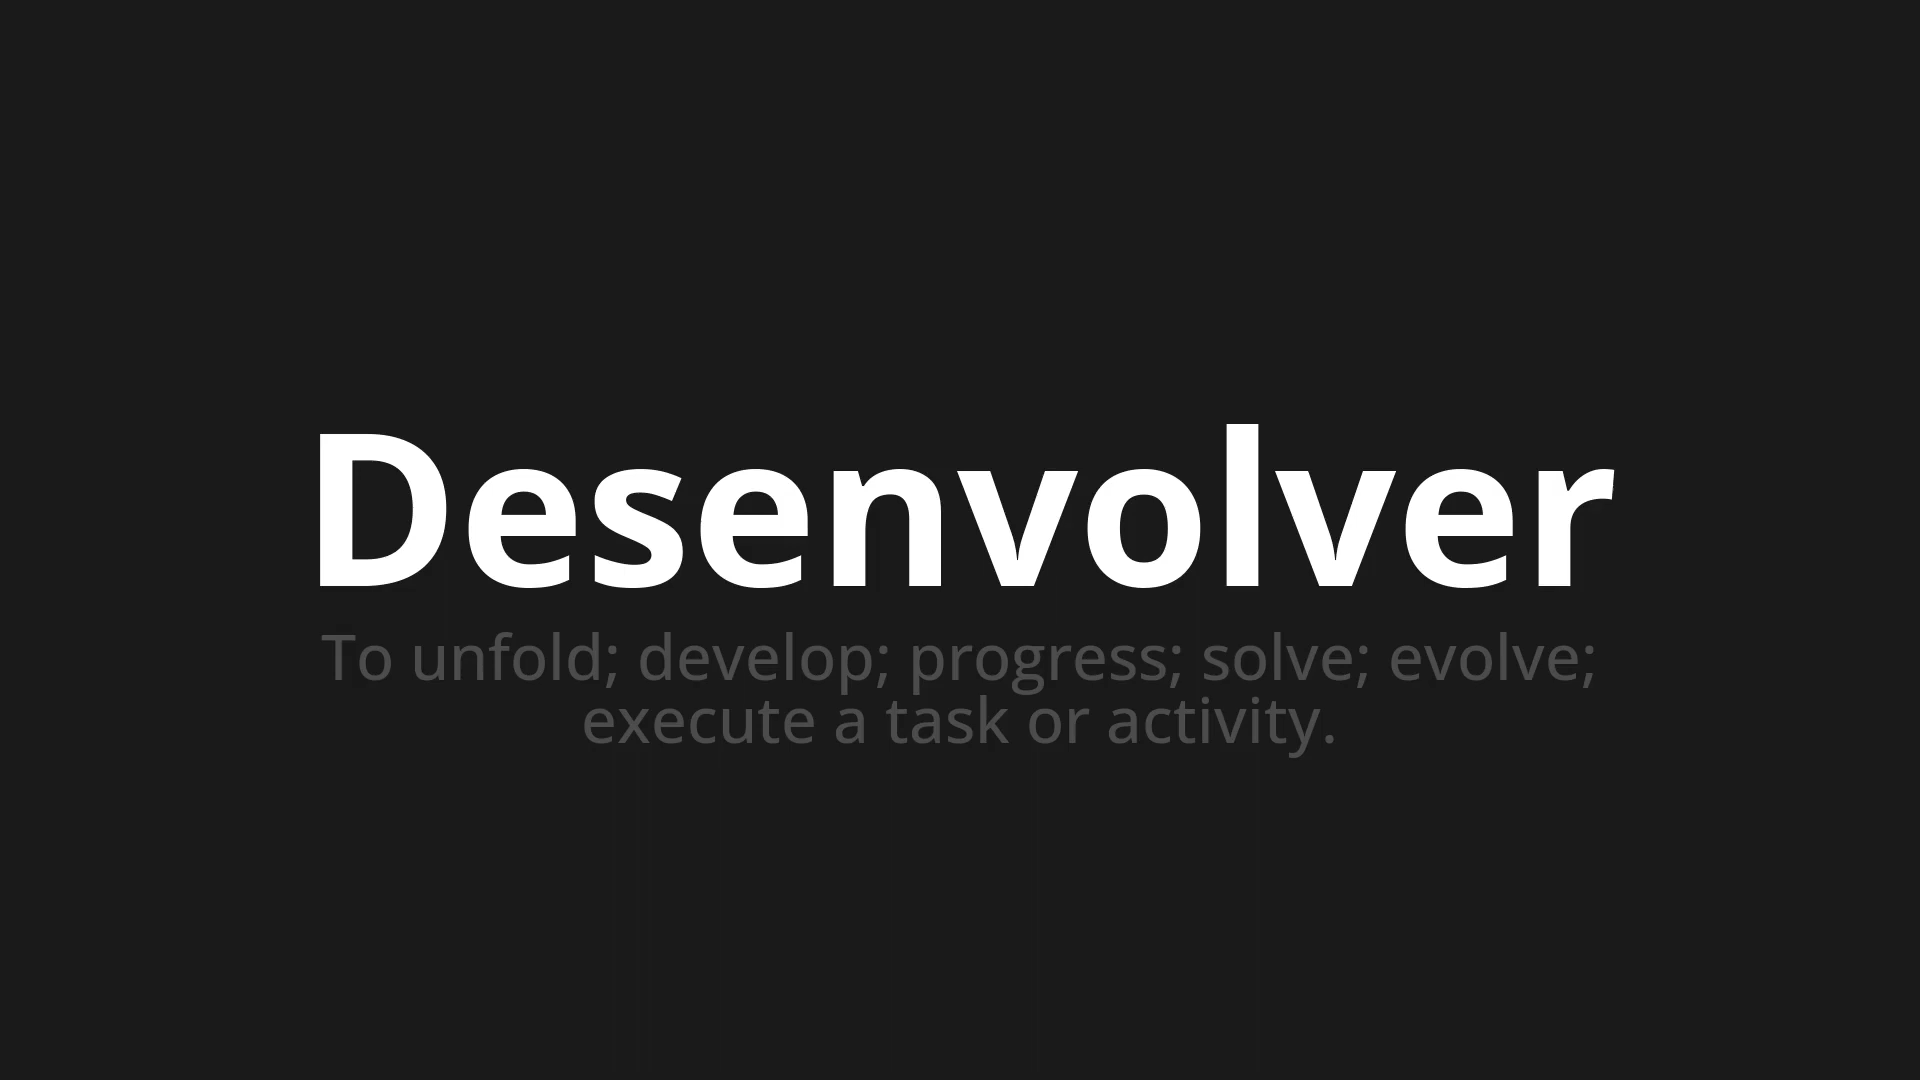 Desenvolver
To unfold; develop; progress; solve; evolve;
execute a task or activity.